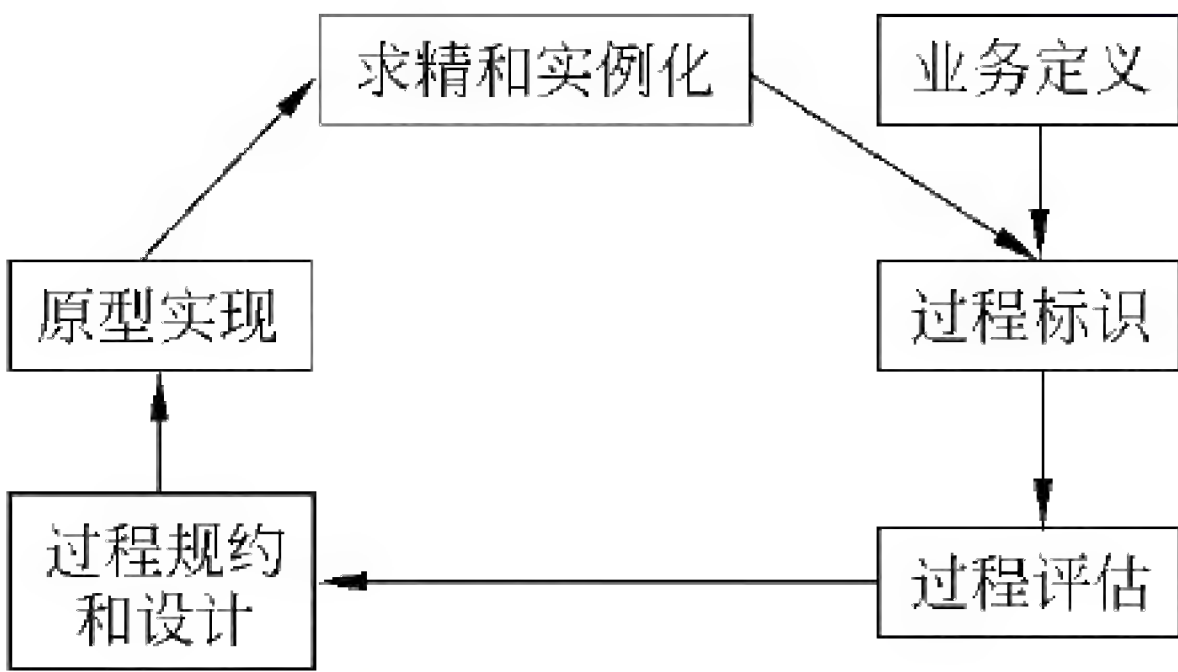 求精和实例化
业务定义
原型实现
过程标识
过程规约
和设计
过程评估